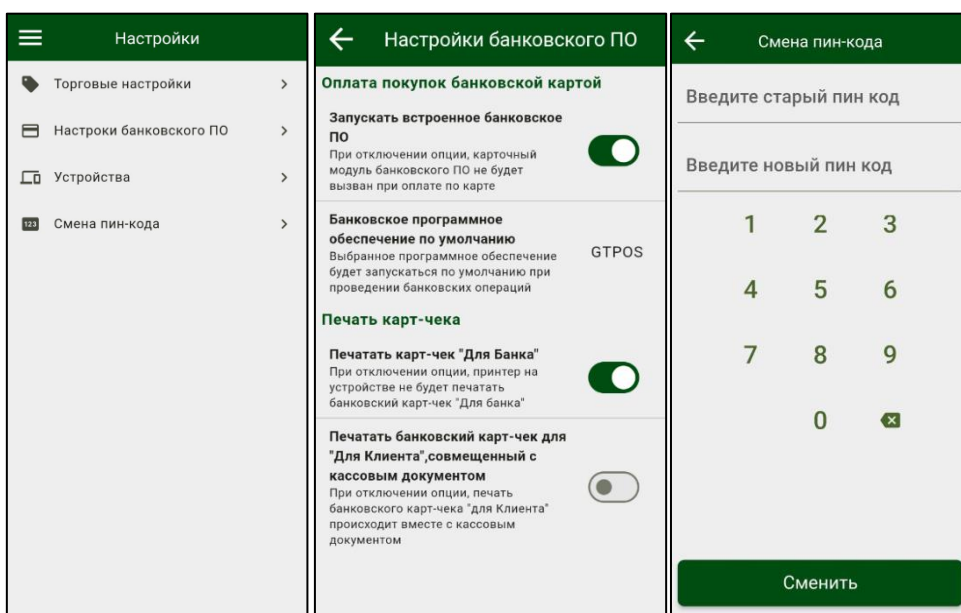 Настройки
Торговые настройки
Настроки банковского ПО
Устройства
123
Смена пин-кода
Настройки банковского ПО
Оплата покупок банковской картой
Запускать встроенное банковское
ПО
При отключении опции, карточный
модуль банковского ПО не будет
вызван при оплате по карте
Банковское программное
обеспечение по умолчанию
Выбранное программное обеспечение
будет запускаться по умолчанию при
проведении банковских операций
GTPOS
Печать карт-чека
Печатать карт-чек "Для Банка"
При отключении опции, принтер на
устройстве не будет печатать
банковский карт-чек "Для банка"
Печатать банковский карт-чек для
"Для Клиента",совмещенный с
кассовым документом
При отключении опции, печать
банковского карт-чека "для Клиента"
происходит вместе с кассовым
документом
Смена пин-кода
Введите старый пин код
Введите новый пин код
1 2 3
4 5 6
7 8 9
0
Сменить